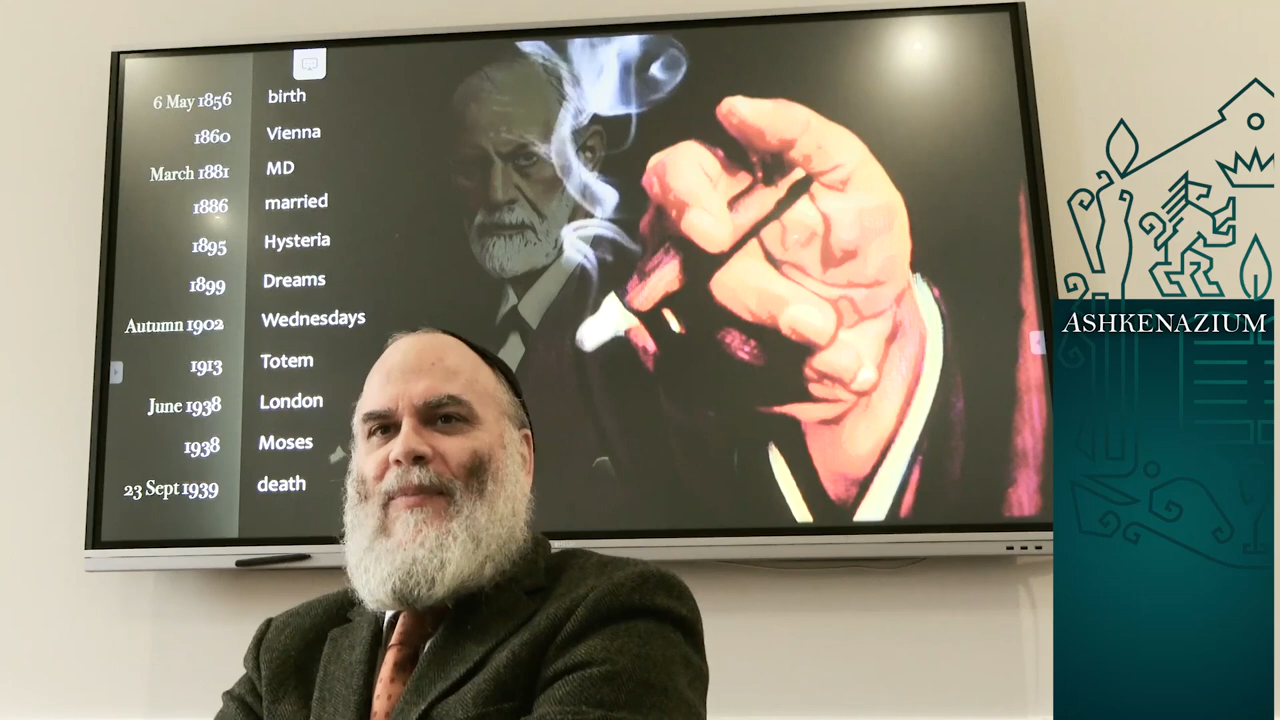 6 May 1856 birth
1860 Vienna
March 1881 MD
1886 married
1895 Hysteria
1899 Dreams
Autumn 1902 Wednesdays
1913 Totem
June 1938 London
1938 Moses
23 Sept 1939 death
ASHKENAZIUM